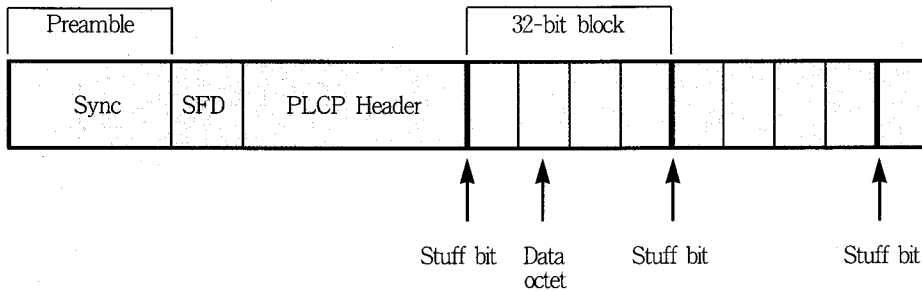 Preamble
32-bit block
Sync
SFD
PLCP Header
Stuff bit
Data
octet
Stuff bit
Stuff bit